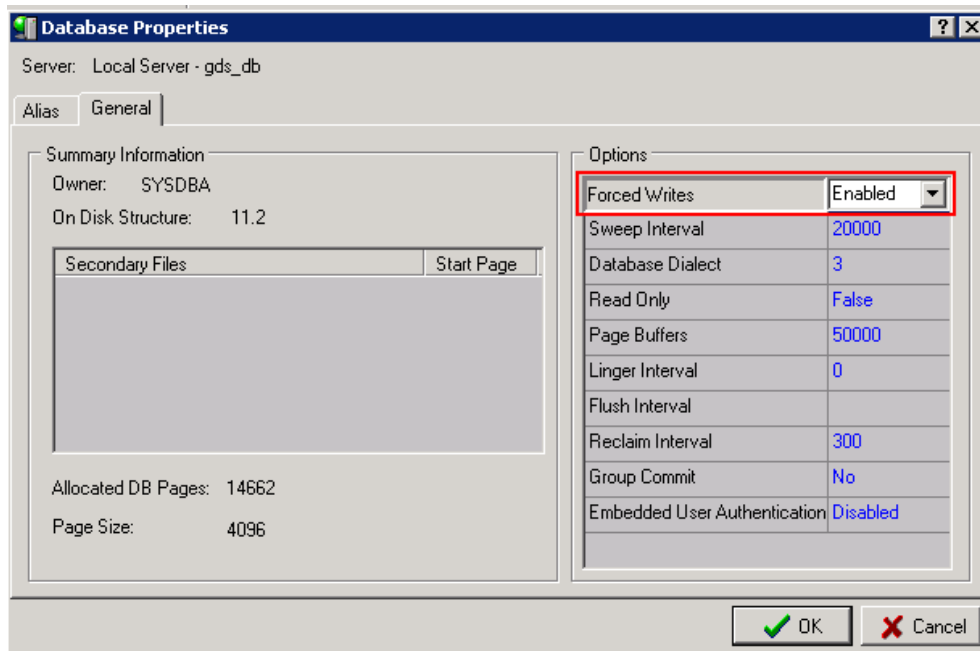 Database Properties
Server: Local Server - gds_db
Alias General
Summary Information
Owner: SYSDBA
On Disk Structure: 11.2
Secondary Files Start Page
Allocated DB Pages: 14662
Page Size: 4096
Options
Forced Writes Enabled
Sweep Interval 20000
Database Dialect 3
Read Only False
Page Buffers 50000
Linger Interval 0
Flush Interval
Reclaim Interval 300
Group Commit No
Embedded User Authentication Disabled
OK Cancel